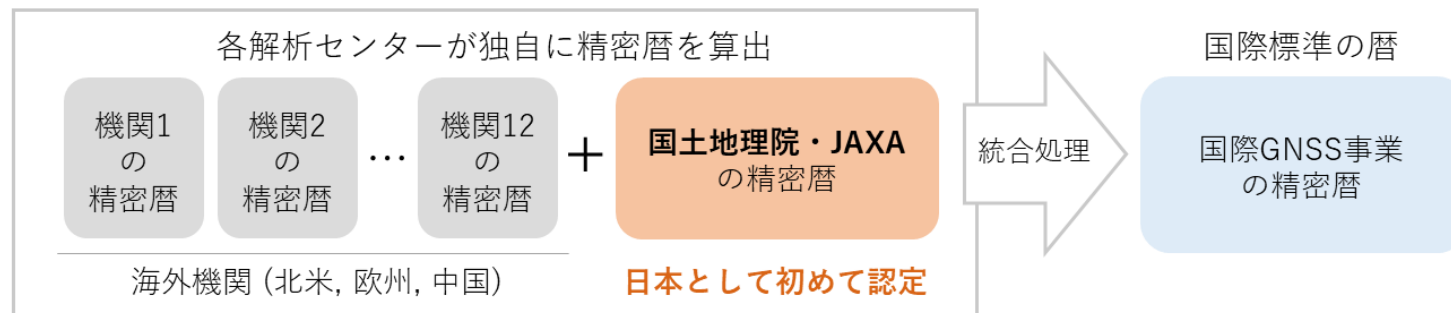 各解析センターが独自に精密暦を算出
機関1
の
精密暦
機関2
の
精密暦
…
機関12
の
精密暦
+
国土地理院・JAXA
の精密暦
海外機関 (北米, 欧州, 中国)
日本として初めて認定
統合処理
国際標準の暦
国際GNSS事業
の精密暦